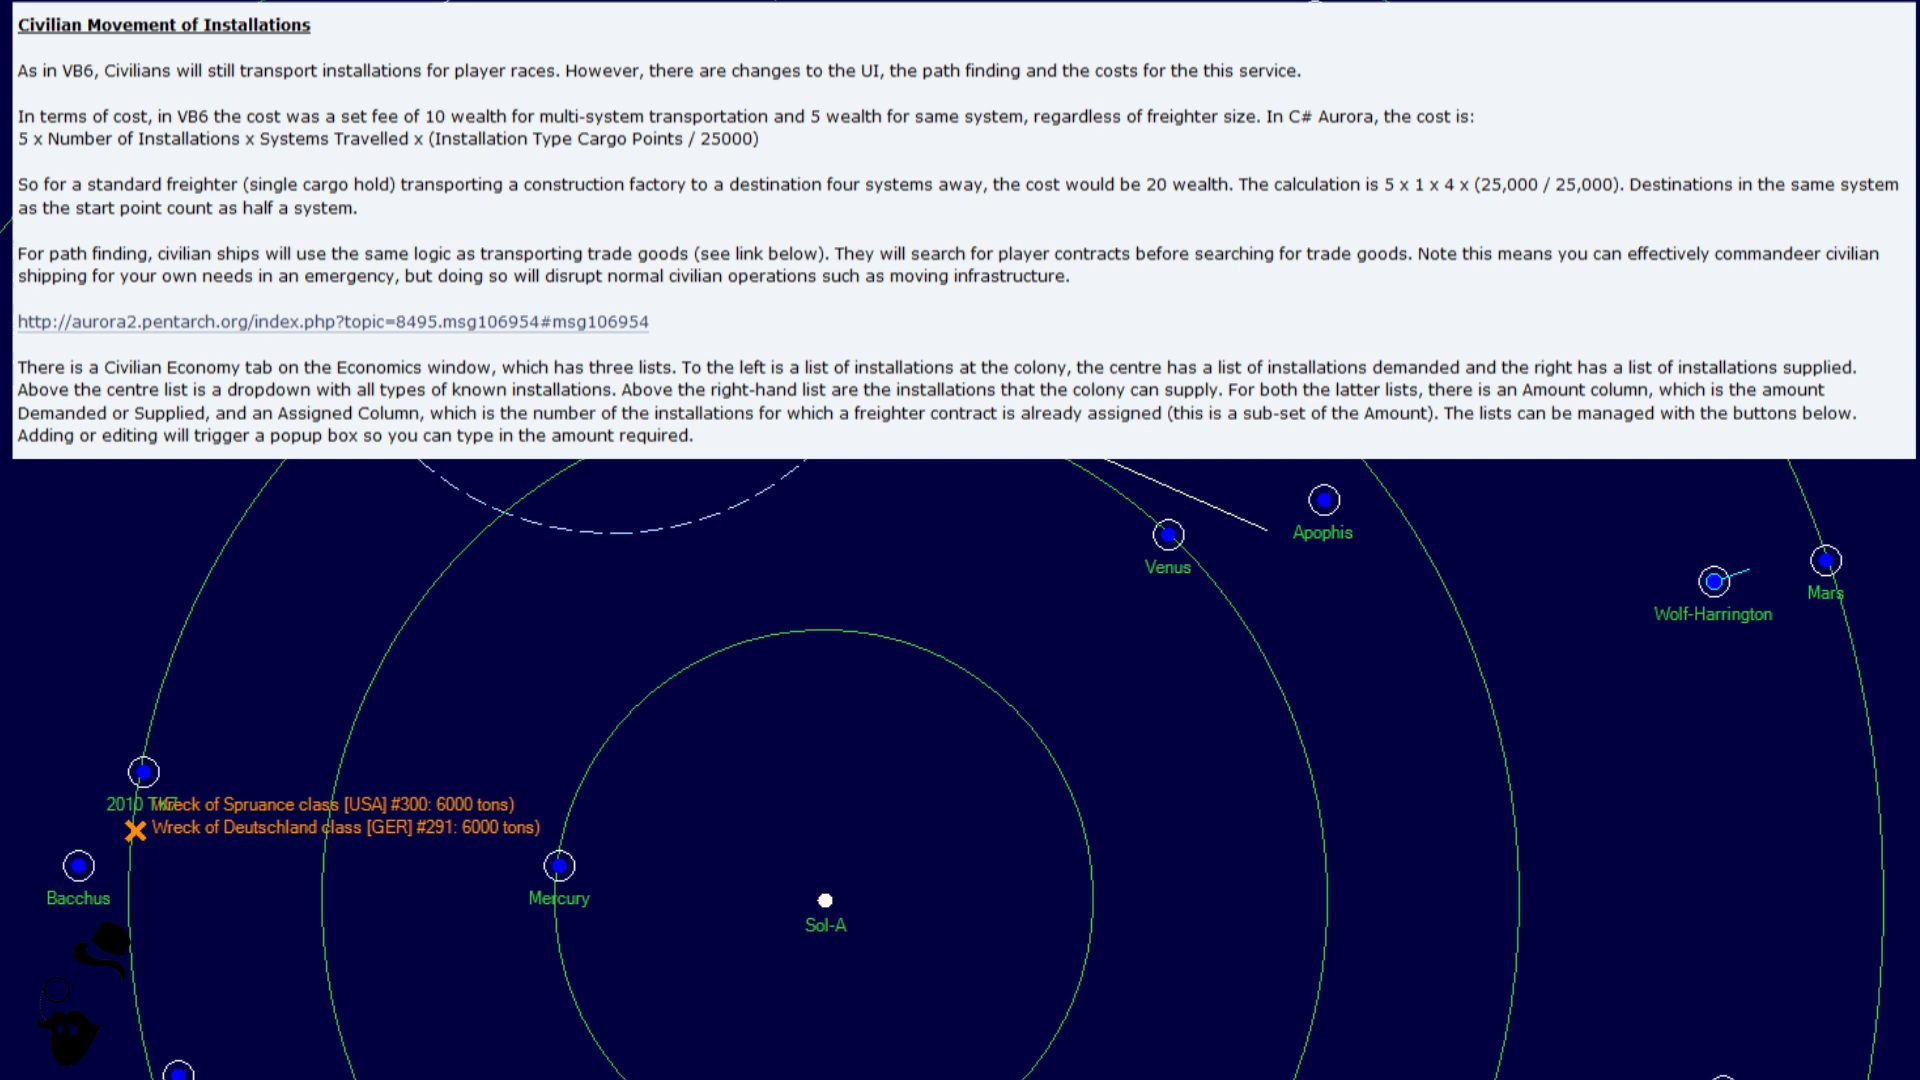 Civilian Movement of Installations
As in VB6, Civilians will still transport installations for player races. However, there are changes to the UI, the path finding and the costs for the this service.
In terms of cost, in VB6 the cost was a set fee of 10 wealth for multi-system transportation and 5 wealth for same system, regardless of freighter size. In C# Aurora, the cost is:
5 x Number of Installations x Systems Travelled x (Installation Type Cargo Points / 25000)
So for a standard freighter (single cargo hold) transporting a construction factory to a destination four systems away, the cost would be 20 wealth. The calculation is 5 x 1 x 4 x (25,000 / 25,000). Destinations in the same system
as the start point count as half a system.
For path finding, civilian ships will use the same logic as transporting trade goods (see link below). They will search for player contracts before searching for trade goods. Note this means you can effectively commandeer civilian
shipping for your own needs in an emergency, but doing so will disrupt normal civilian operations such as moving infrastructure.
http://aurora2.pentarch.org/index.php?topic=8495.msg106954#msg106954
There is a Civilian Economy tab on the Economics window, which has three lists. To the left is a list of installations at the colony, the centre has a list of installations demanded and the right has a list of installations supplied.
Above the centre list is a dropdown with all types of known installations. Above the right-hand list are the installations that the colony can supply. For both the latter lists, there is an Amount column, which is the amount
Demanded or Supplied, and an Assigned Column, which is the number of the installations for which a freighter contract is already assigned (this is a sub-set of the Amount). The lists can be managed with the buttons below.
Adding or editing will trigger a popup box so you can type in the amount required.
Apophis
Venus
Mars
Wolf-Harrington
2010 Wreck of Spruance class [USA] #300: 6000 tons)
Wreck of Deutschland class [GER] #291: 6000 tons)
Bacchus
Mercury
Sol-A